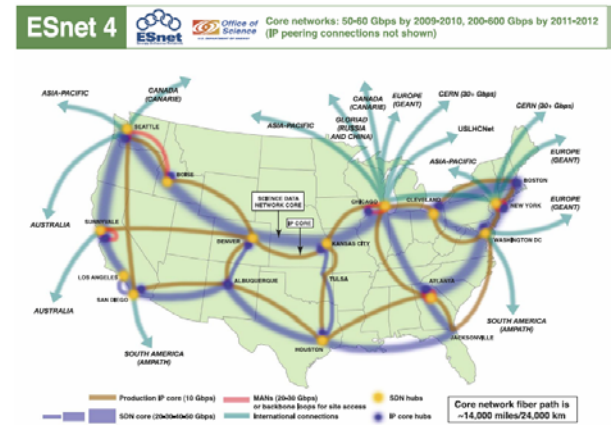 ESnet 4
ESnet
Office of
Science
Core networks: 50-60 Gbps by 2009-2010, 200-600 Gbps by 2011-2012
(IP peering connections not shown)
ASIA-PACIFIC
CANADA
(CANARIE)
ASIA-PACIFIC
GLORIAD
(RUSSIA
AND CHINA)
CANADA
(CANARIE)
EUROPE
(GEANT)
CERN (30+ Gbps)
USLHCNet
CERN (30+ Gbps)
ASIA-PACIFIC
EUROPE
(GEANT)
EUROPE
(GEANT)
SEATTLE
BOISE
SCIENCE DATA
NETWORK CORE
IP CORE
CHICAGO
CLEVELAND
BOSTON
NEW YORK
WASHINGTON DC
AUSTRALIA
SUNNYVALE
DENVER
KANSAS CITY
TULSA
LOS ANGELES
SAN DIEGO
ALBUQUERQUE
ATLANTA
AUSTRALIA
SOUTH AMERICA
(AMPATH)
HOUSTON
JACKSONVILLE
SOUTH AMERICA
(AMPATH)
Production IP core (10 Gbps)
SDN core (20-30-40-50 Gbps)
MANs (20-30 Gbps)
or backbone loops for site access
International connections
SDN hubs
IP core hubs
Core network fiber path is
~14,000 miles/24,000 km